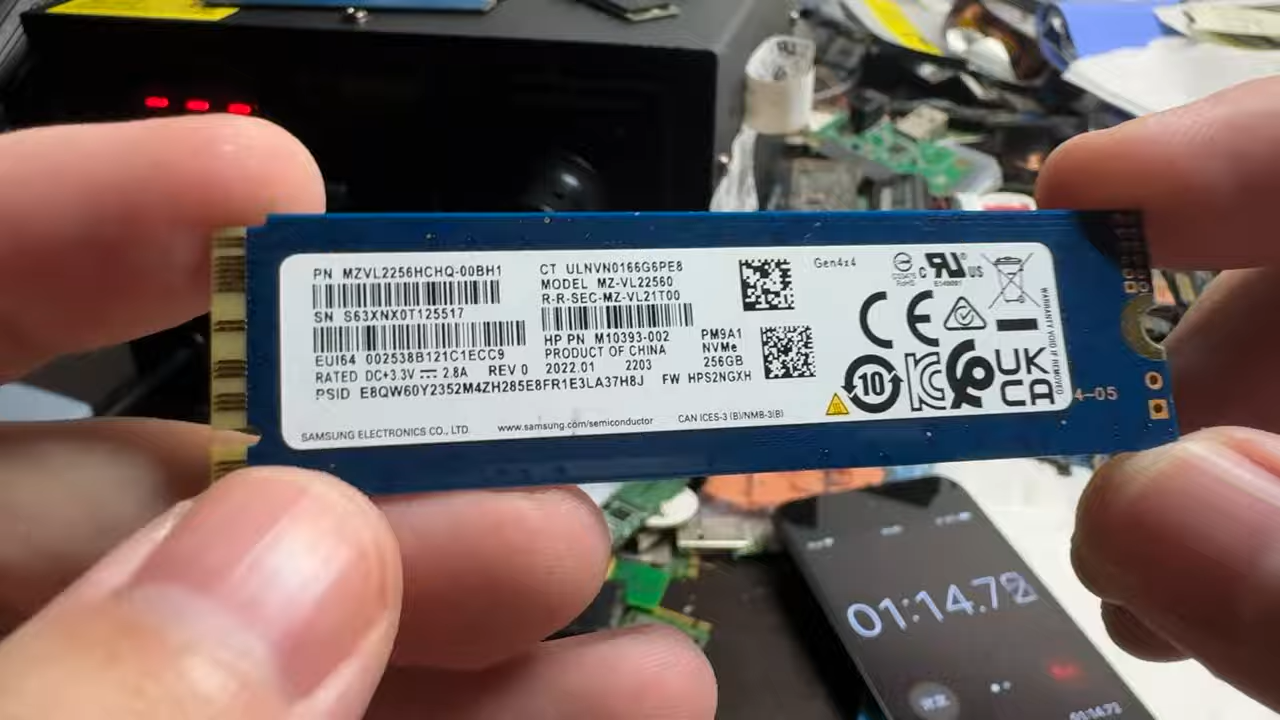 PN MZVL2256HCHQ-00BH1
SN S63XNX0T125517
EUI64 002538B121C1ECC9
RATED DC+3.3V ⎓ 2.8A REV 0
PSID E8QW60Y2352M4ZH285E8FR1E3LA37H8J
SAMSUNG ELECTRONICS CO., LTD.
CT ULNVN0166G6PE8
MODEL MZ-VL22560
R-R-SEC-MZ-VL21T00
HP PN M10393-002
PRODUCT OF CHINA
2022.01 2203
PM9A1
NVMe
256GB
FW HPS2NGXH
www.samsung.com/semiconductor
CAN ICES-3 (B)/NMB-3(B)
Gen4x4
C US
E149091
CE
10
UK
CA
WARRANTY VOID IF REMOVED
4-05